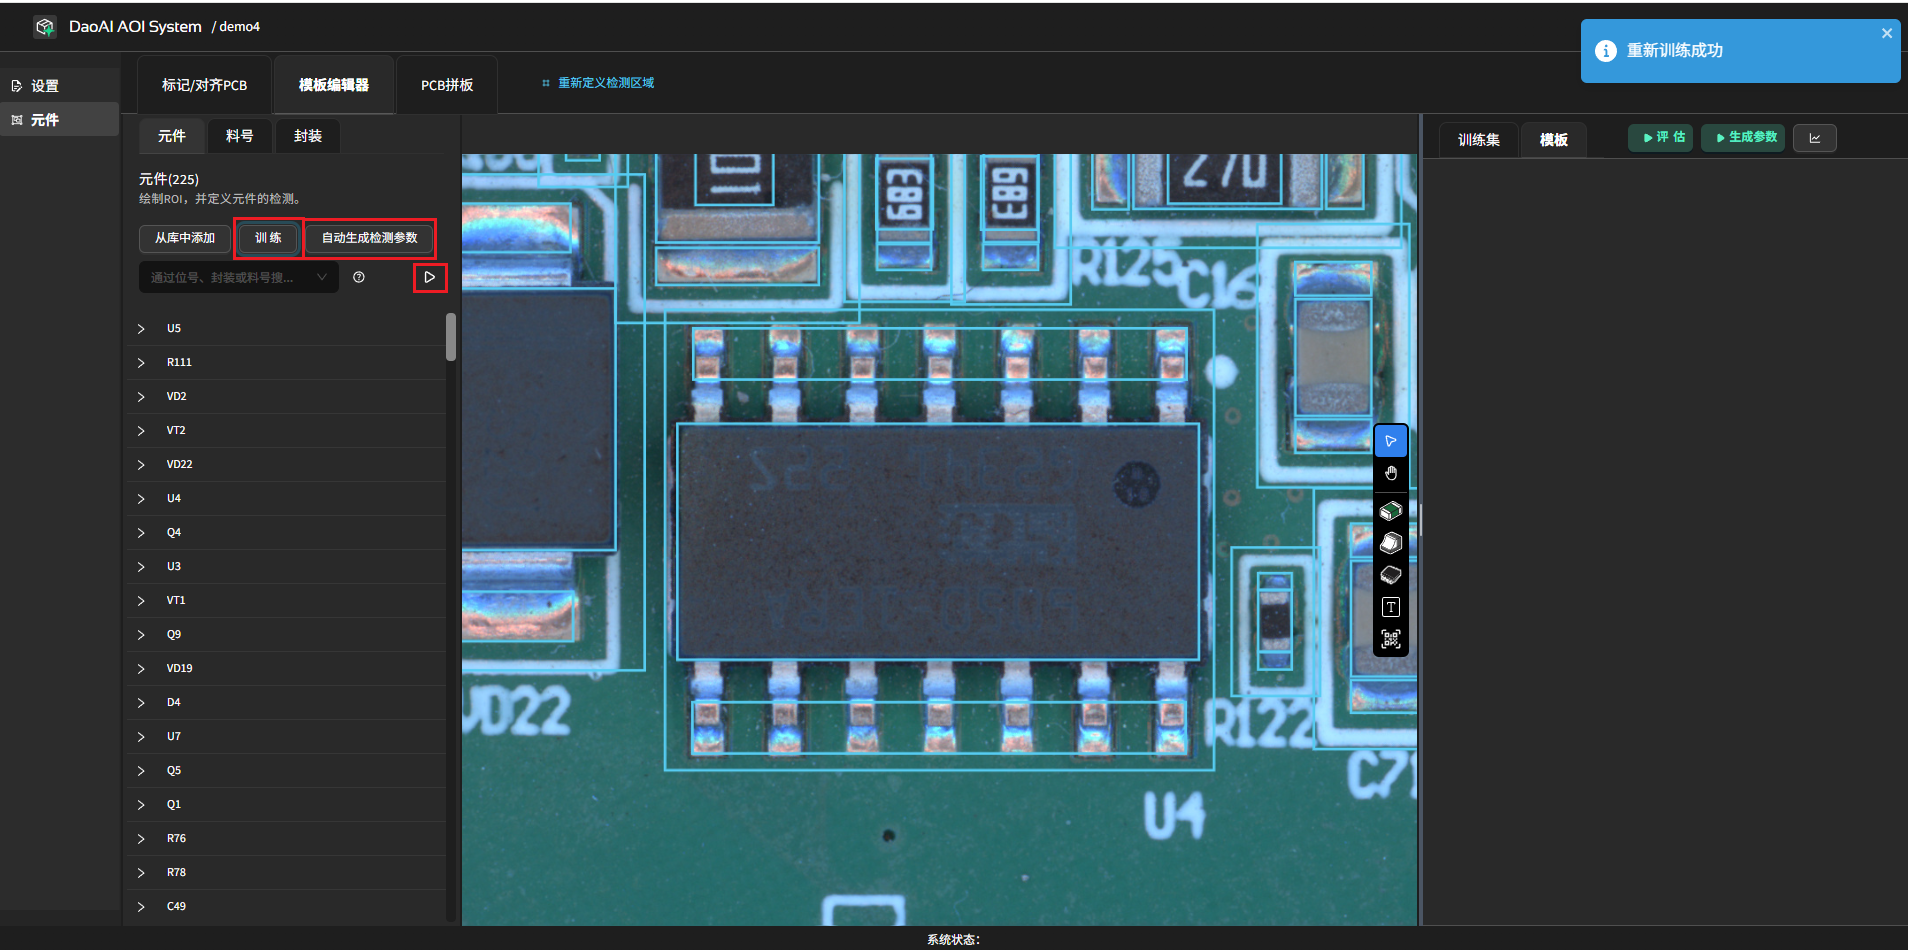 DaoAI AOI System / demo4
重新训练成功
设置
元件
标记/对齐PCB
模板编辑器
PCB拼板
重新定义检测区域
元件
料号
封装
训练集
模板
评 估
生成参数
元件(225)
绘制ROI，并定义元件的检测。
从库中添加
训 练
自动生成检测参数
通过位号、封装或料号搜...
U5
R111
VD2
VT2
VD22
U4
Q4
U3
VT1
Q9
VD19
D4
U7
Q5
Q1
R76
R78
C49
270
R125
C16
VD22
R122
C71
U4
T
系统状态: